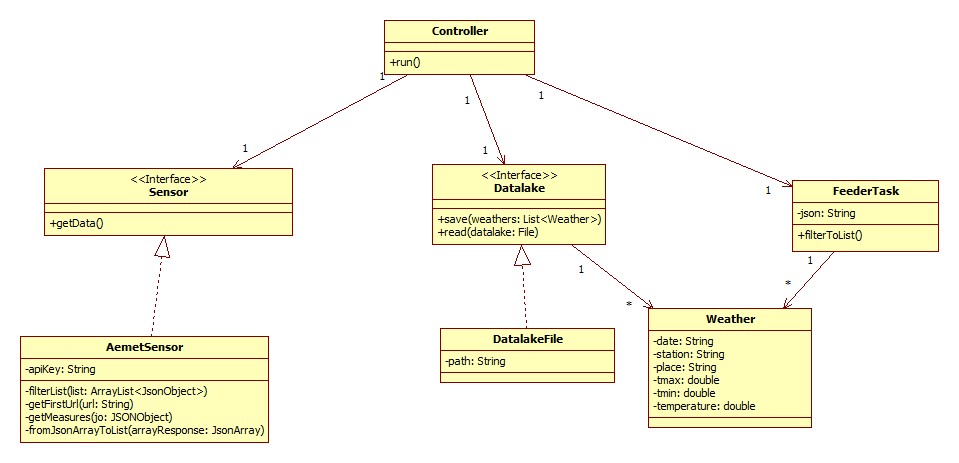 Controller
+run()
1
1
1
1
1
1
<<Interface>>
Sensor
+getData()
<<Interface>>
Datalake
+save(weathers: List<Weather>)
+read(datalake: File)
FeederTask
-json: String
+filterToList()
1
*
1
*
AemetSensor
-apiKey: String
-filterList(list: ArrayList<JsonObject>)
-getFirstUrl(url: String)
-getMeasures(jo: JSONObject)
-fromJsonArrayToList(arrayResponse: JsonArray)
DatalakeFile
-path: String
Weather
-date: String
-station: String
-place: String
-tmax: double
-tmin: double
-temperature: double